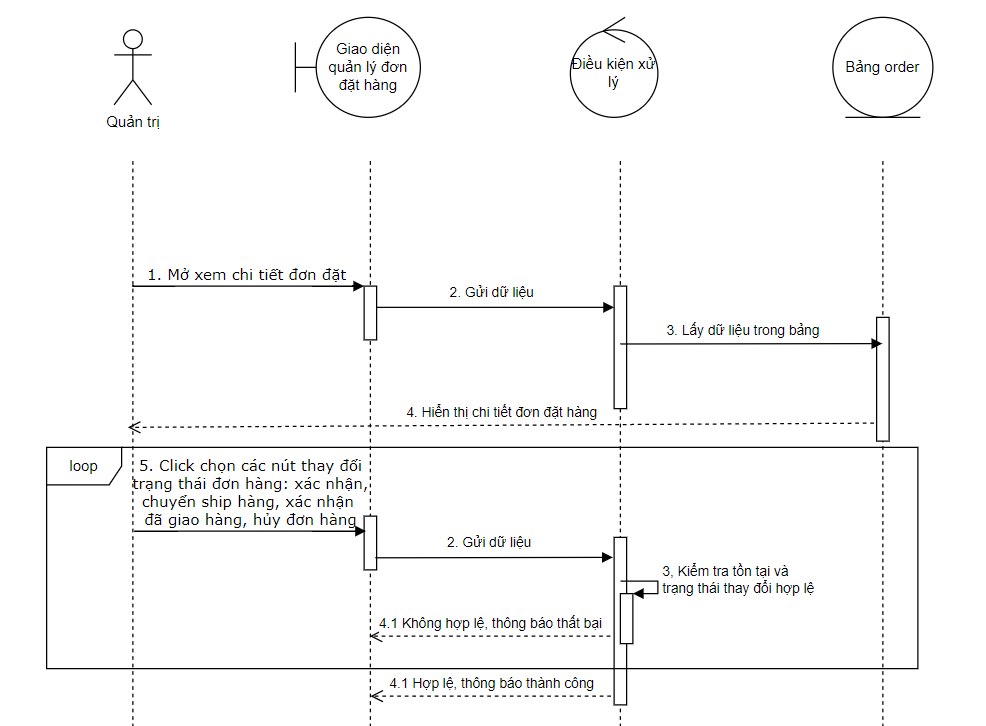 Giao diện
quản lý đơn
đặt hàng
Điều kiện xử
lý
Bảng order
Quản trị
1. Mở xem chi tiết đơn đặt
2. Gửi dữ liệu
3. Lấy dữ liệu trong bảng
4. Hiển thị chi tiết đơn đặt hàng
loop
5. Click chọn các nút thay đổi
trạng thái đơn hàng: xác nhận,
chuyển ship hàng, xác nhận
đã giao hàng, hủy đơn hàng
2. Gửi dữ liệu
3, Kiểm tra tồn tại và
trạng thái thay đổi hợp lệ
4.1 Không hợp lệ, thông báo thất bại
4.1 Hợp lệ, thông báo thành công